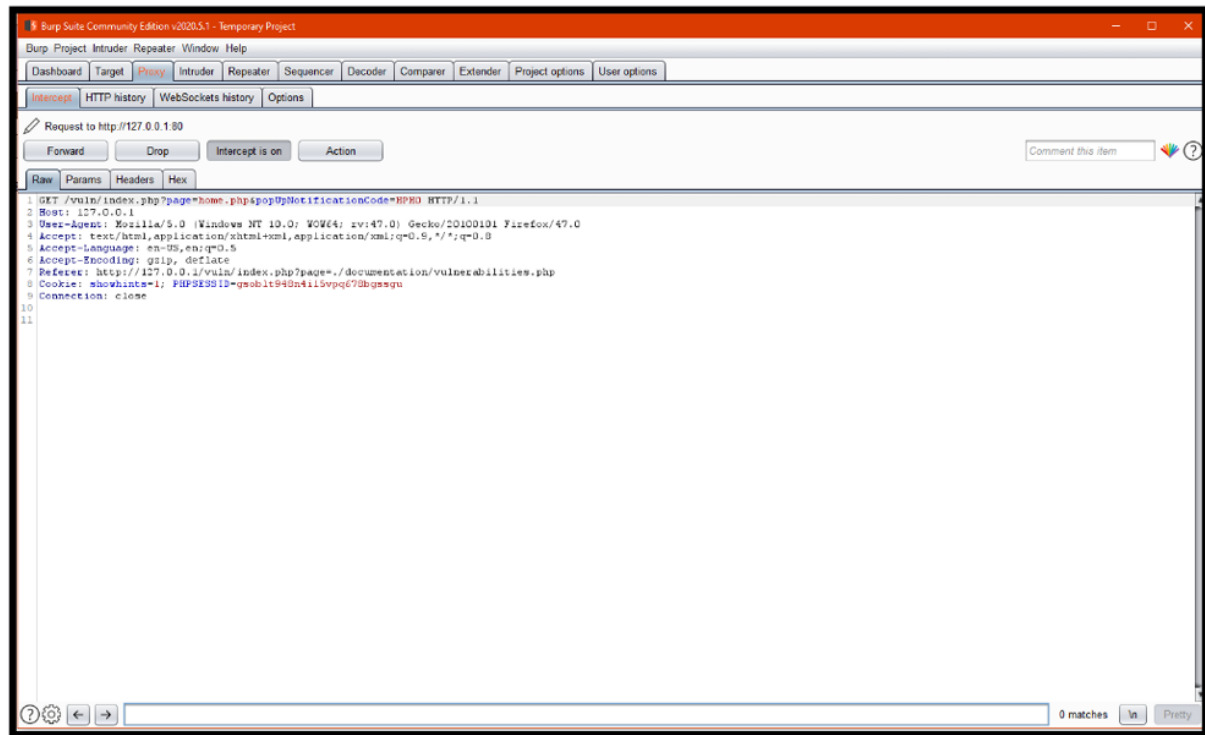 Burp Suite Community Edition v2020.5.1 - Temporary Project
Burp Project Intruder Repeater Window Help
Dashboard Target Proxy Intruder Repeater Sequencer Decoder Comparer Extender Project options User options
Intercept HTTP history WebSockets history Options
Request to http://127.0.0.1:80
Forward Drop Intercept is on Action Comment this item
Raw Params Headers Hex
1 GET /vuln/index.php?page=home.php&popUpNotificationCode=HPH0 HTTP/1.1
2 Host: 127.0.0.1
3 User-Agent: Mozilla/5.0 (Windows NT 10.0; WOW64; rv:47.0) Gecko/20100101 Firefox/47.0
4 Accept: text/html,application/xhtml+xml,application/xml;q=0.9,*/*;q=0.8
5 Accept-Language: en-US,en;q=0.5
6 Accept-Encoding: gzip, deflate
7 Referer: http://127.0.0.1/vuln/index.php?page=./documentation/vulnerabilities.php
8 Cookie: showhints=1; PHPSESSID=gsoblt948n4il5vpq678bgssgu
9 Connection: close
10
11
0 matches \n Pretty